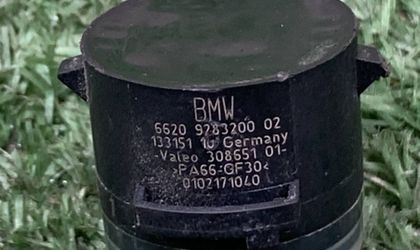 BMW
6620 9283200 02
133151 10 Germany
-Valeo 308651 01-
>PA66-GF30<
0102171040